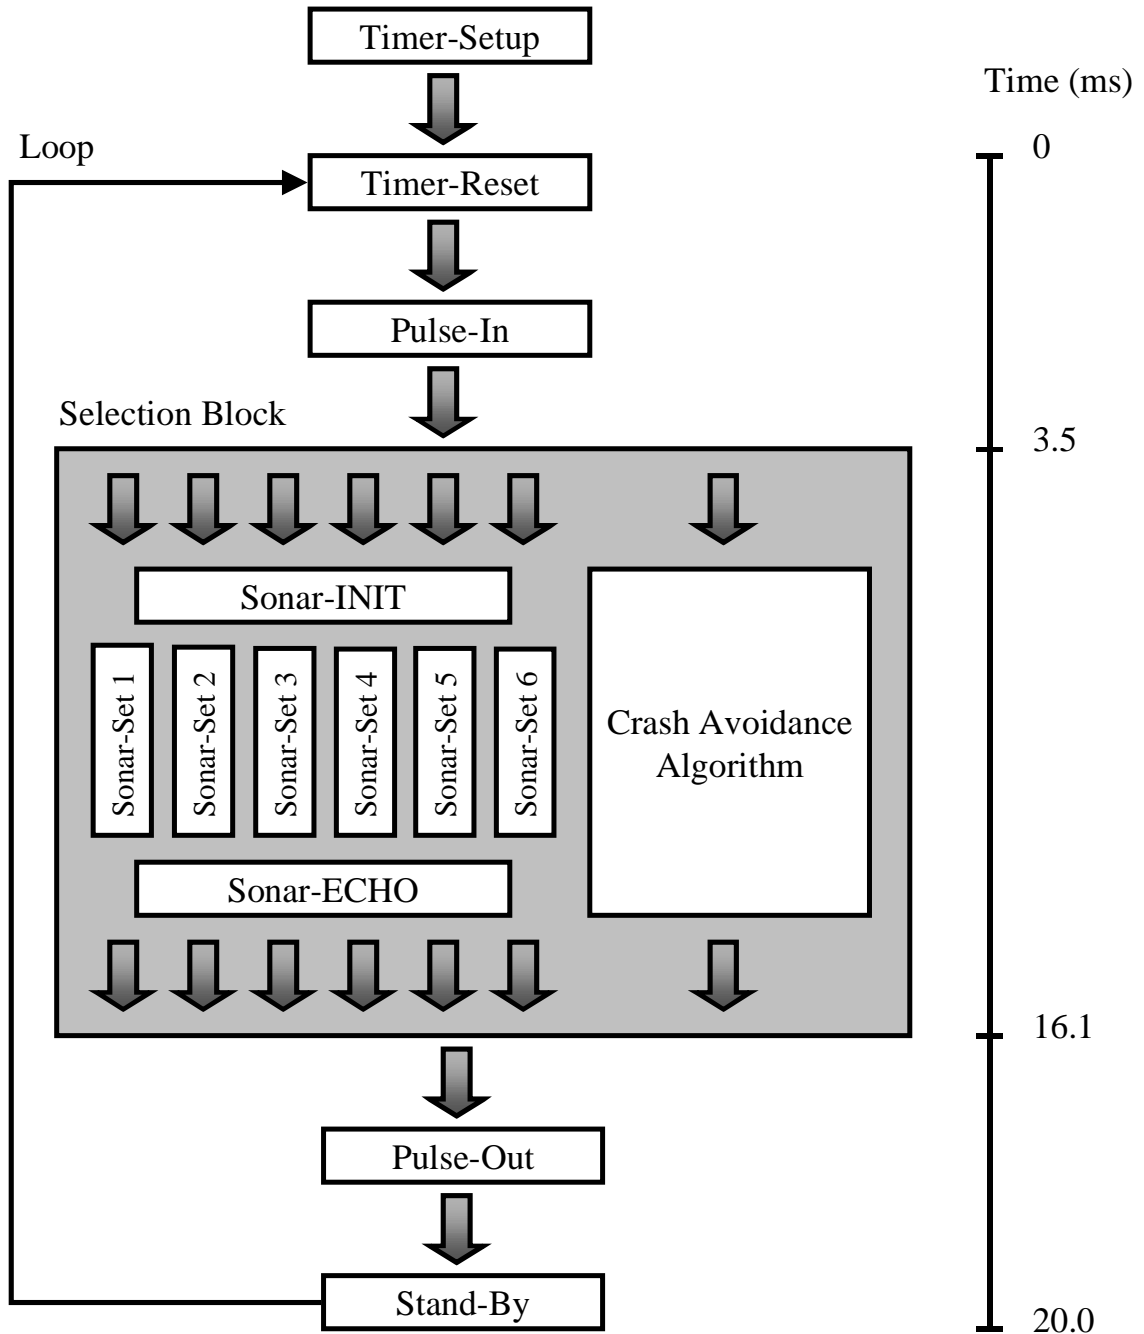 Timer-Setup
Time (ms)
Loop
0
Timer-Reset
Pulse-In
Selection Block
3.5
Sonar-INIT
Sonar-Set 1
Sonar-Set 2
Sonar-Set 3
Sonar-Set 4
Sonar-Set 5
Sonar-Set 6
Crash Avoidance
Algorithm
Sonar-ECHO
16.1
Pulse-Out
Stand-By
20.0